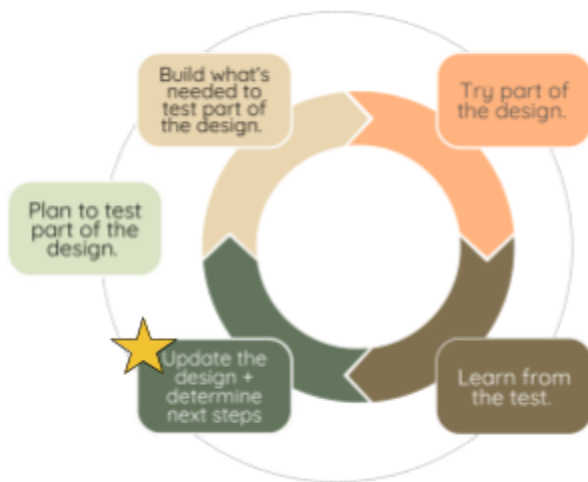 Build what's
needed to
test part of
the design.
Try part of
the design.
Plan to test
part of the
design.
Update the
design +
determine
next steps
Learn from
the test.